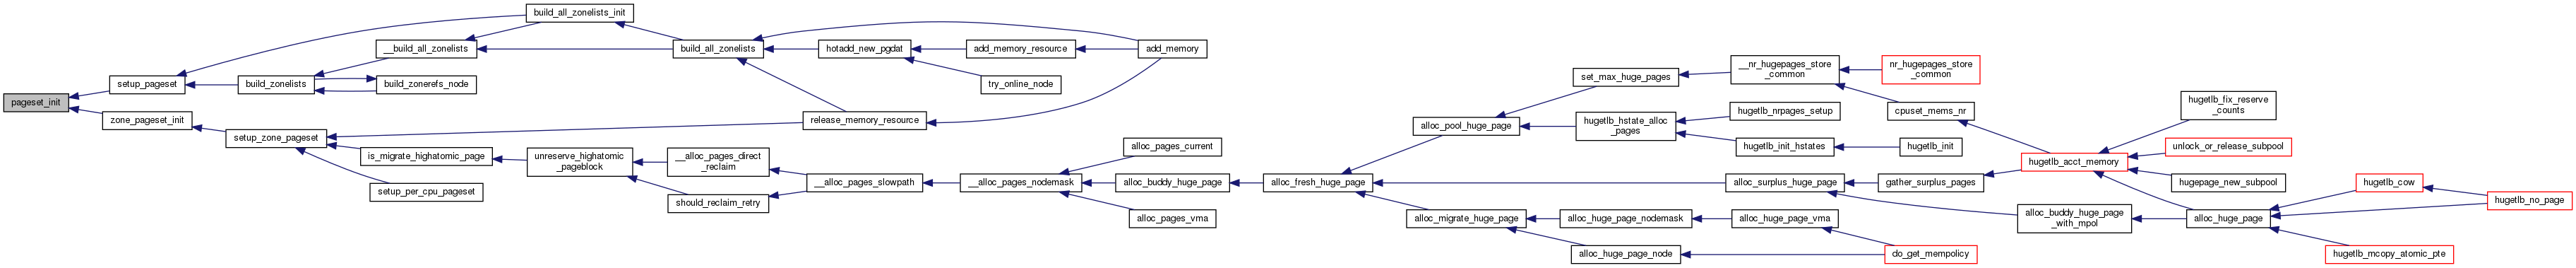 pageset_init
setup_pageset
zone_pageset_init
build_all_zonelists_init
__build_all_zonelists
build_zonelists
build_zonerefs_node
setup_zone_pageset
is_migrate_highatomic_page
setup_per_cpu_pageset
build_all_zonelists
unreserve_highatomic
_pageblock
__alloc_pages_direct
_reclaim
should_reclaim_retry
hotadd_new_pgdat
release_memory_resource
__alloc_pages_slowpath
add_memory_resource
try_online_node
__alloc_pages_nodemask
add_memory
alloc_pages_current
alloc_buddy_huge_page
alloc_pages_vma
alloc_fresh_huge_page
alloc_pool_huge_page
alloc_migrate_huge_page
set_max_huge_pages
hugetlb_hstate_alloc
_pages
alloc_huge_page_nodemask
alloc_huge_page_node
__nr_hugepages_store
_common
hugetlb_nrpages_setup
hugetlb_init_hstates
alloc_surplus_huge_page
alloc_huge_page_vma
nr_hugepages_store
_common
cpuset_mems_nr
hugetlb_init
gather_surplus_pages
do_get_mempolicy
hugetlb_acct_memory
alloc_buddy_huge_page
_with_mpol
hugetlb_fix_reserve
_counts
unlock_or_release_subpool
hugepage_new_subpool
alloc_huge_page
hugetlb_cow
hugetlb_mcopy_atomic_pte
hugetlb_no_page